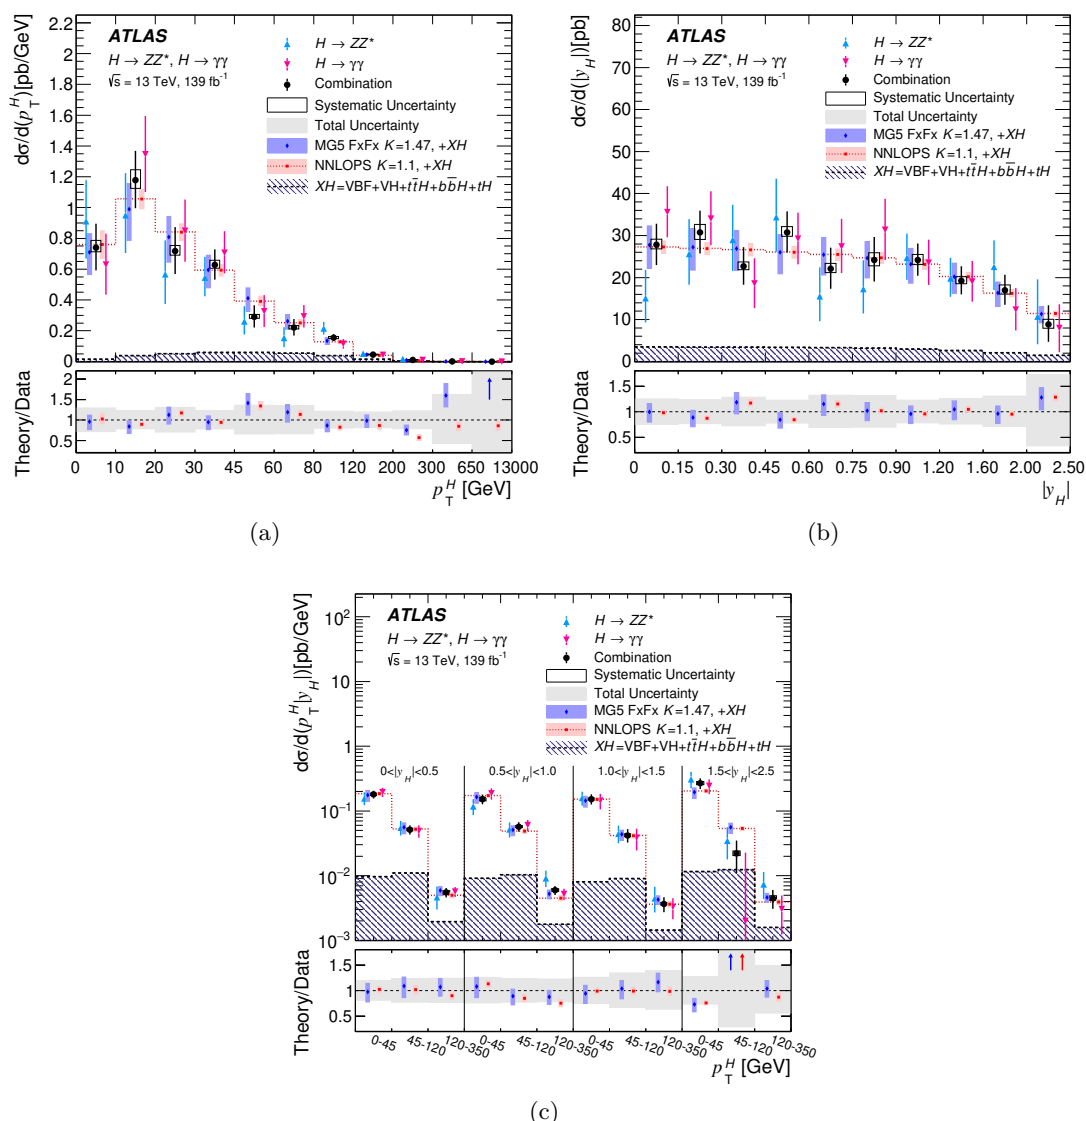 dσ/d(p_T^H) [pb/GeV]
ATLAS
H → ZZ*, H → γγ
√s = 13 TeV, 139 fb⁻¹
H → ZZ*
H → γγ
Combination
Systematic Uncertainty
Total Uncertainty
MG5 FxFx K=1.47, +XH
NNLOPS K=1.1, +XH
XH=VBF+VH+tt̄H+bb̄H+tH
2.2
2
1.8
1.6
1.4
1.2
1
0.8
0.6
0.4
0.2
0
Theory/Data
2
1.5
1
0.5
0 10 20 30 45 60 80 120 200 300 650 13000
p_T^H [GeV]
(a)
dσ/d(|y_H|) [pb]
ATLAS
H → ZZ*, H → γγ
√s = 13 TeV, 139 fb⁻¹
H → ZZ*
H → γγ
Combination
Systematic Uncertainty
Total Uncertainty
MG5 FxFx K=1.47, +XH
NNLOPS K=1.1, +XH
XH=VBF+VH+tt̄H+bb̄H+tH
80
70
60
50
40
30
20
10
0
Theory/Data
1.5
1
0.5
0 0.15 0.30 0.45 0.60 0.75 0.90 1.20 1.60 2.00 2.50
|y_H|
(b)
dσ/d(p_T^H |y_H|) [pb/GeV]
ATLAS
H → ZZ*, H → γγ
√s = 13 TeV, 139 fb⁻¹
H → ZZ*
H → γγ
Combination
Systematic Uncertainty
Total Uncertainty
MG5 FxFx K=1.47, +XH
NNLOPS K=1.1, +XH
XH=VBF+VH+tt̄H+bb̄H+tH
10²
10
1
10⁻¹
10⁻²
10⁻³
0<|y_H|<0.5 0.5<|y_H|<1.0 1.0<|y_H|<1.5 1.5<|y_H|<2.5
Theory/Data
1.5
1
0.5
0-45 45-120 120-350 0-45 45-120 120-350 0-45 45-120 120-350 0-45 45-120 120-350
p_T^H [GeV]
(c)